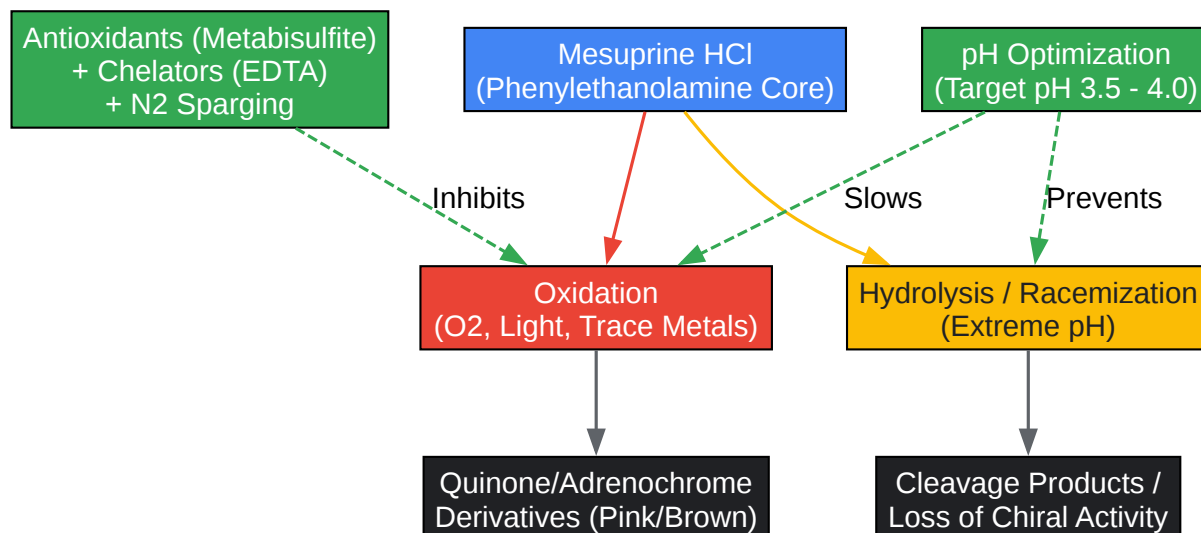 Antioxidants (Metabisulfite)
+ Chelators (EDTA)
+ N2 Sparging
Mesuprine HCl
(Phenylethanolamine Core)
pH Optimization
(Target pH 3.5 - 4.0)
Inhibits
Slows
Prevents
Oxidation
(O2, Light, Trace Metals)
Hydrolysis / Racemization
(Extreme pH)
Quinone/Adrenochrome
Derivatives (Pink/Brown)
Cleavage Products /
Loss of Chiral Activity